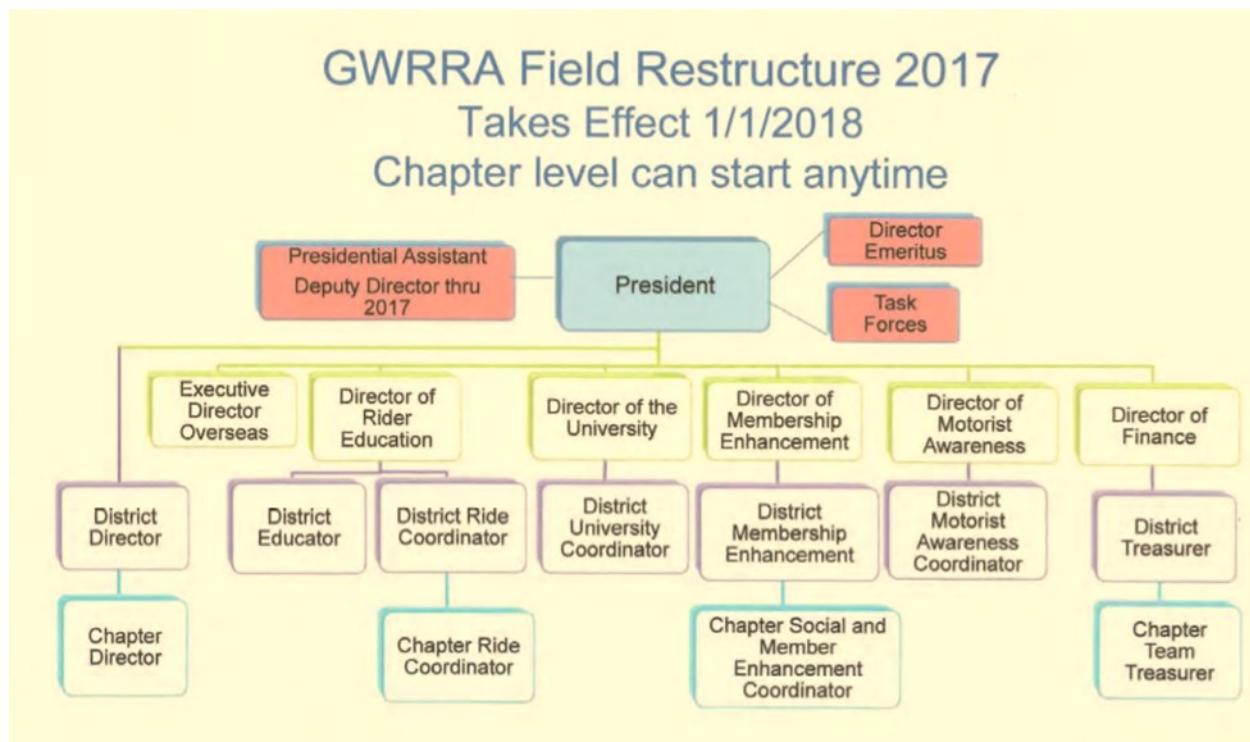 GWRRA Field Restructure 2017
Takes Effect 1/1/2018
Chapter level can start anytime
Presidential Assistant
Deputy Director thru
2017
President
Director
Emeritus
Task
Forces
Executive
Director
Overseas
Director of
Rider
Education
Director of the
University
Director of
Membership
Enhancement
Director of
Motorist
Awareness
Director of
Finance
District
Director
District
Educator
District Ride
Coordinator
District
University
Coordinator
District
Membership
Enhancement
District
Motorist
Awareness
Coordinator
District
Treasurer
Chapter
Director
Chapter Ride
Coordinator
Chapter Social and
Member
Enhancement
Coordinator
Chapter
Team
Treasurer